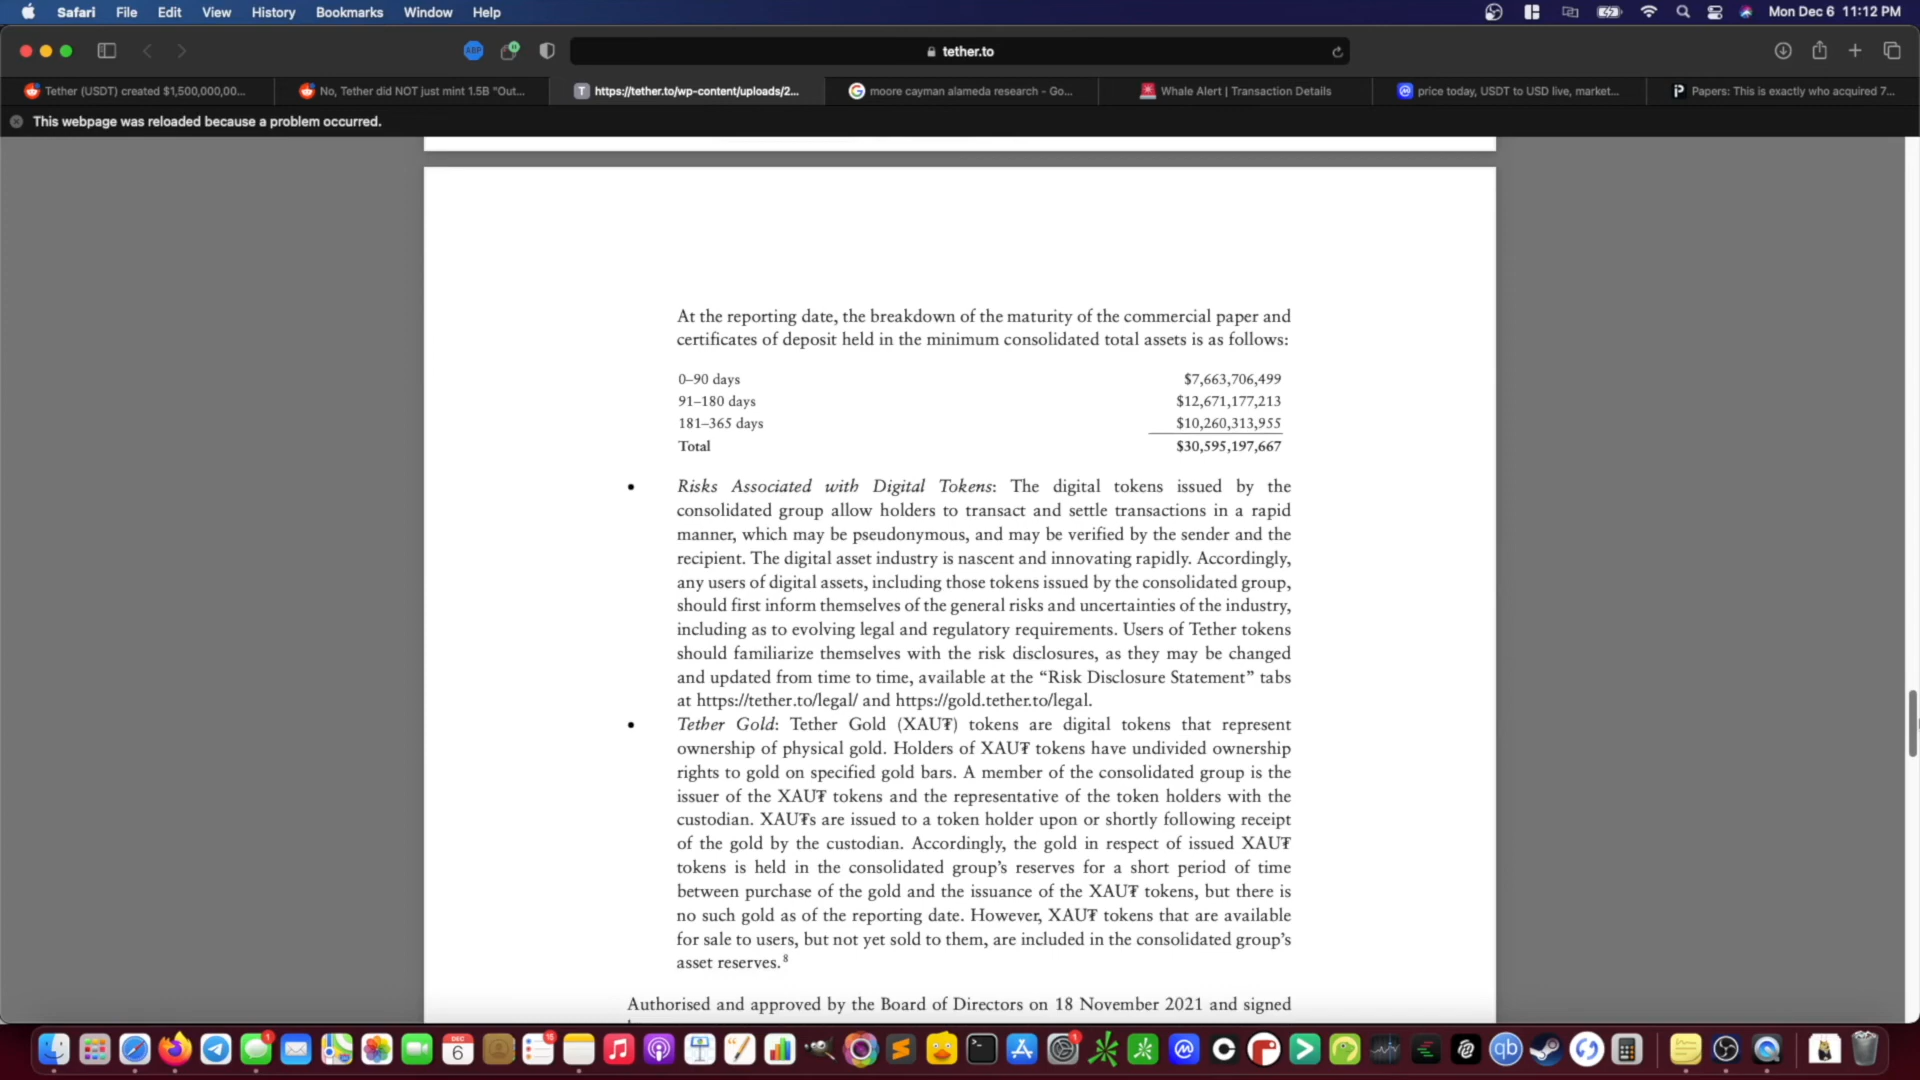 Safari File Edit View History Bookmarks Window Help
Mon Dec 6 11:12 PM
ABP
tether.to
Tether (USDT) created $1,500,000,00...
No, Tether did NOT just mint 1.5B "Out...
T https://tether.to/wp-content/uploads/2...
moore cayman alameda research - Go...
Whale Alert | Transaction Details
price today, USDT to USD live, market...
Papers: This is exactly who acquired 7...
This webpage was reloaded because a problem occurred.
At the reporting date, the breakdown of the maturity of the commercial paper and
certificates of deposit held in the minimum consolidated total assets is as follows:
0–90 days $7,663,706,499
91–180 days $12,671,177,213
181–365 days $10,260,313,955
Total $30,595,197,667
• Risks Associated with Digital Tokens: The digital tokens issued by the
consolidated group allow holders to transact and settle transactions in a rapid
manner, which may be pseudonymous, and may be verified by the sender and the
recipient. The digital asset industry is nascent and innovating rapidly. Accordingly,
any users of digital assets, including those tokens issued by the consolidated group,
should first inform themselves of the general risks and uncertainties of the industry,
including as to evolving legal and regulatory requirements. Users of Tether tokens
should familiarize themselves with the risk disclosures, as they may be changed
and updated from time to time, available at the “Risk Disclosure Statement” tabs
at https://tether.to/legal/ and https://gold.tether.to/legal.
• Tether Gold: Tether Gold (XAU₮) tokens are digital tokens that represent
ownership of physical gold. Holders of XAU₮ tokens have undivided ownership
rights to gold on specified gold bars. A member of the consolidated group is the
issuer of the XAU₮ tokens and the representative of the token holders with the
custodian. XAU₮s are issued to a token holder upon or shortly following receipt
of the gold by the custodian. Accordingly, the gold in respect of issued XAU₮
tokens is held in the consolidated group’s reserves for a short period of time
between purchase of the gold and the issuance of the XAU₮ tokens, but there is
no such gold as of the reporting date. However, XAU₮ tokens that are available
for sale to users, but not yet sold to them, are included in the consolidated group’s
asset reserves.⁸
Authorised and approved by the Board of Directors on 18 November 2021 and signed
DEC
6
qb